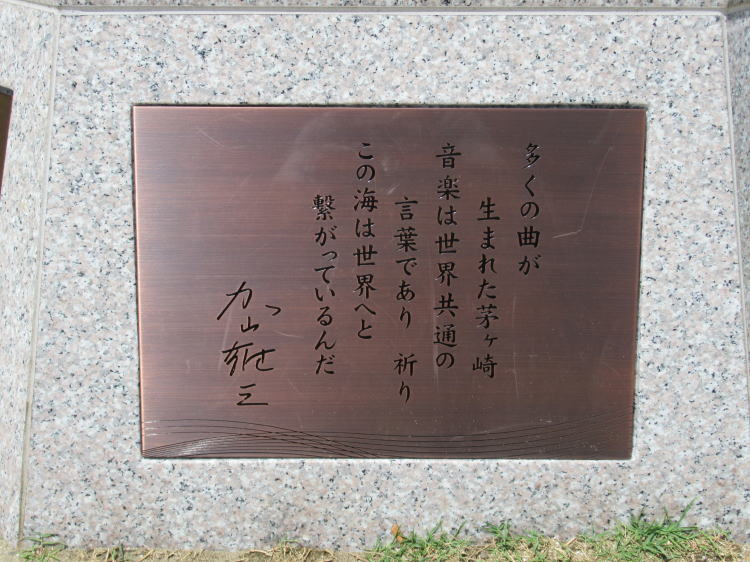 多くの曲が
生まれた茅ヶ崎
音楽は世界共通の
言葉であり 祈り
この海は世界へと
繋がっているんだ
加山雄三